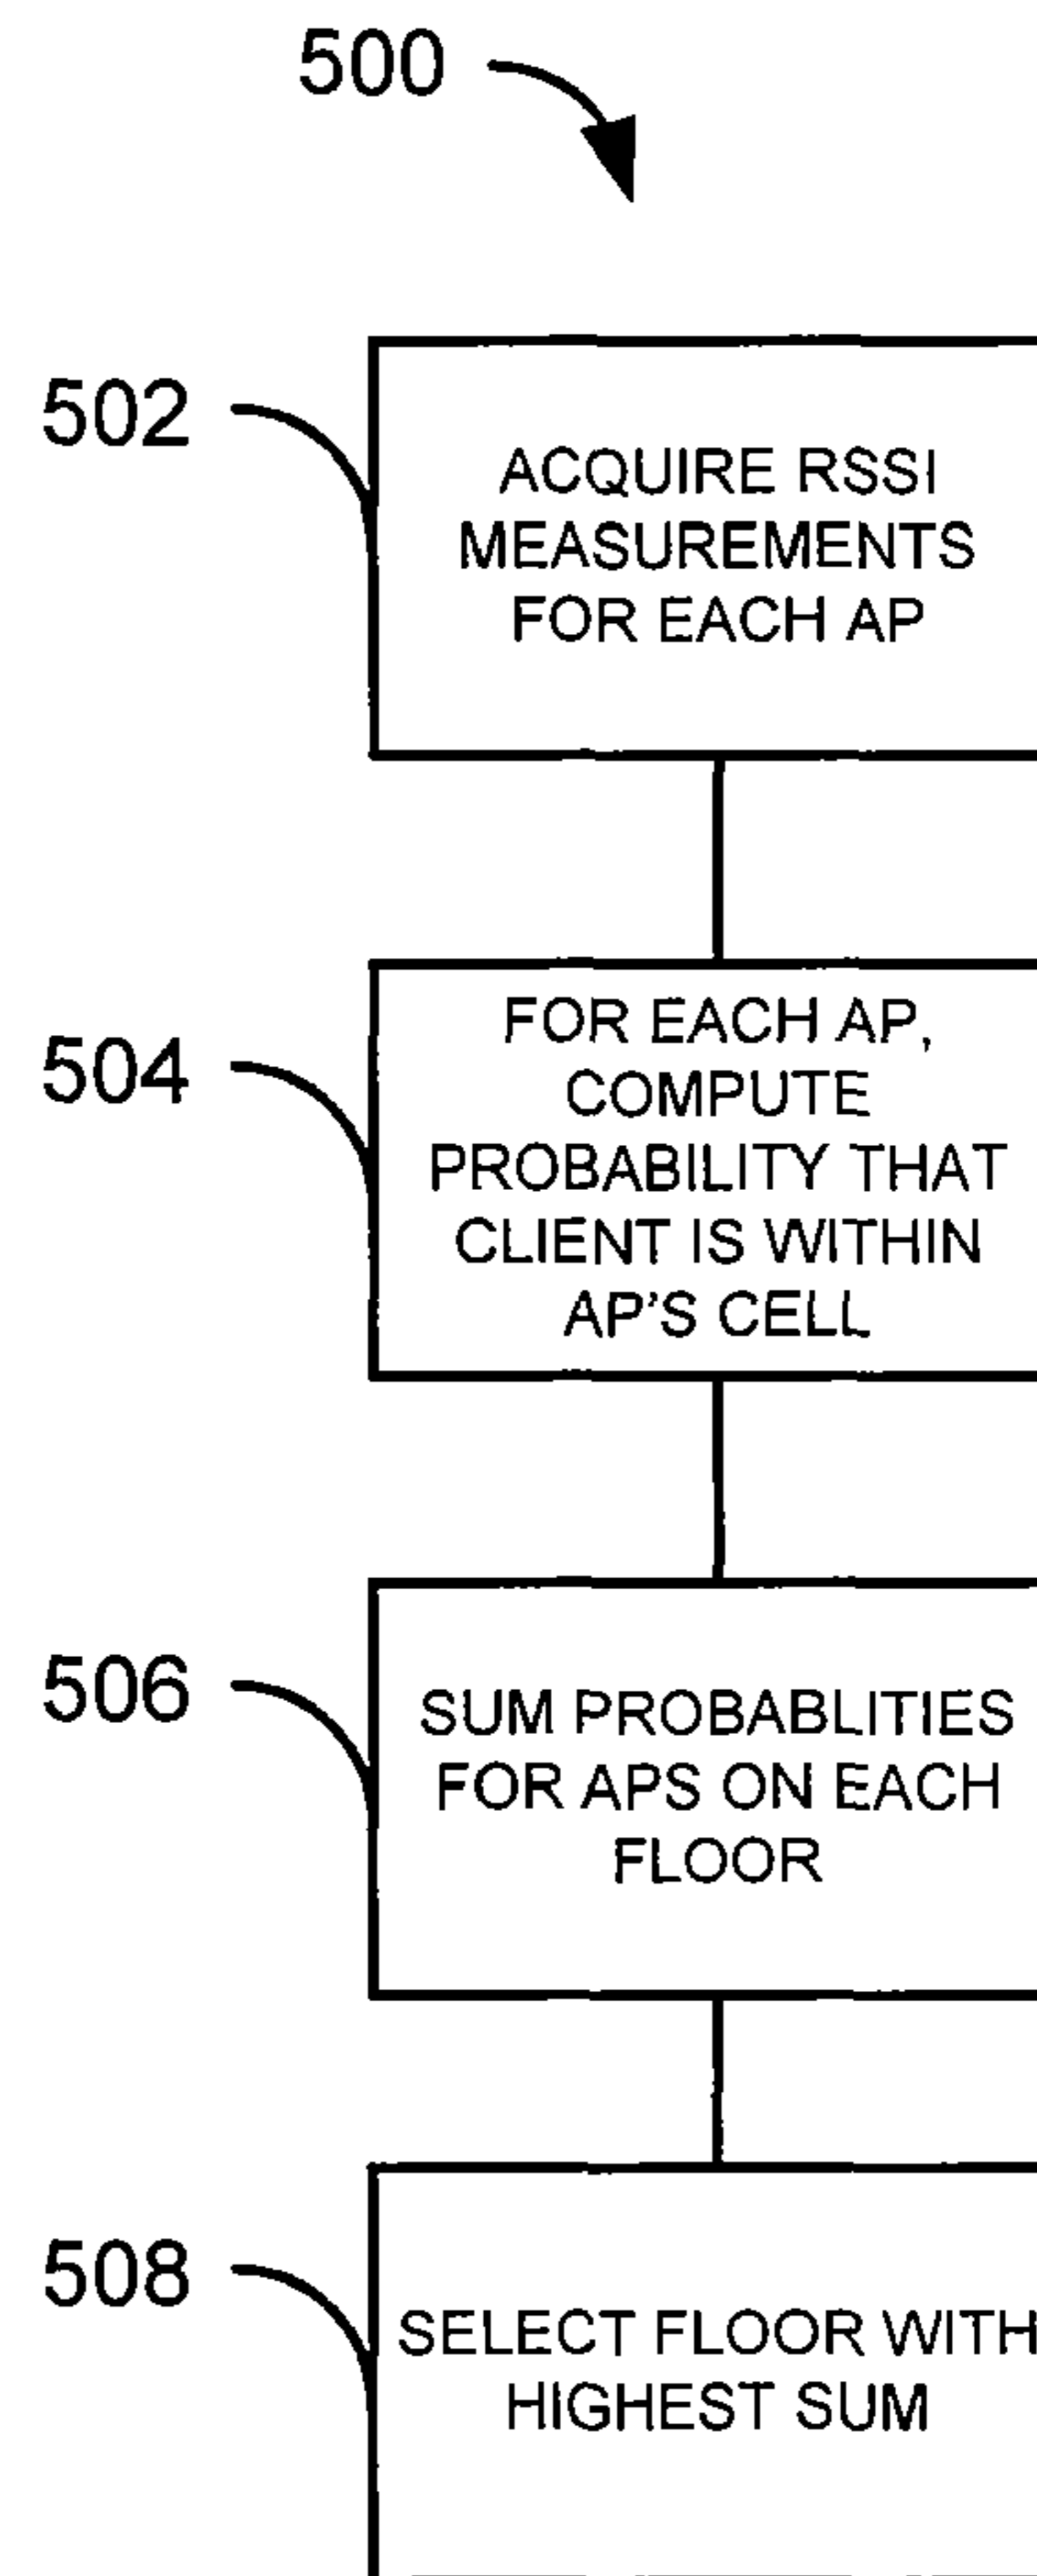 500
502
ACQUIRE RSSI
MEASUREMENTS
FOR EACH AP
504
FOR EACH AP,
COMPUTE
PROBABILITY THAT
CLIENT IS WITHIN
AP'S CELL
506
SUM PROBABLITIES
FOR APS ON EACH
FLOOR
508
SELECT FLOOR WITH
HIGHEST SUM